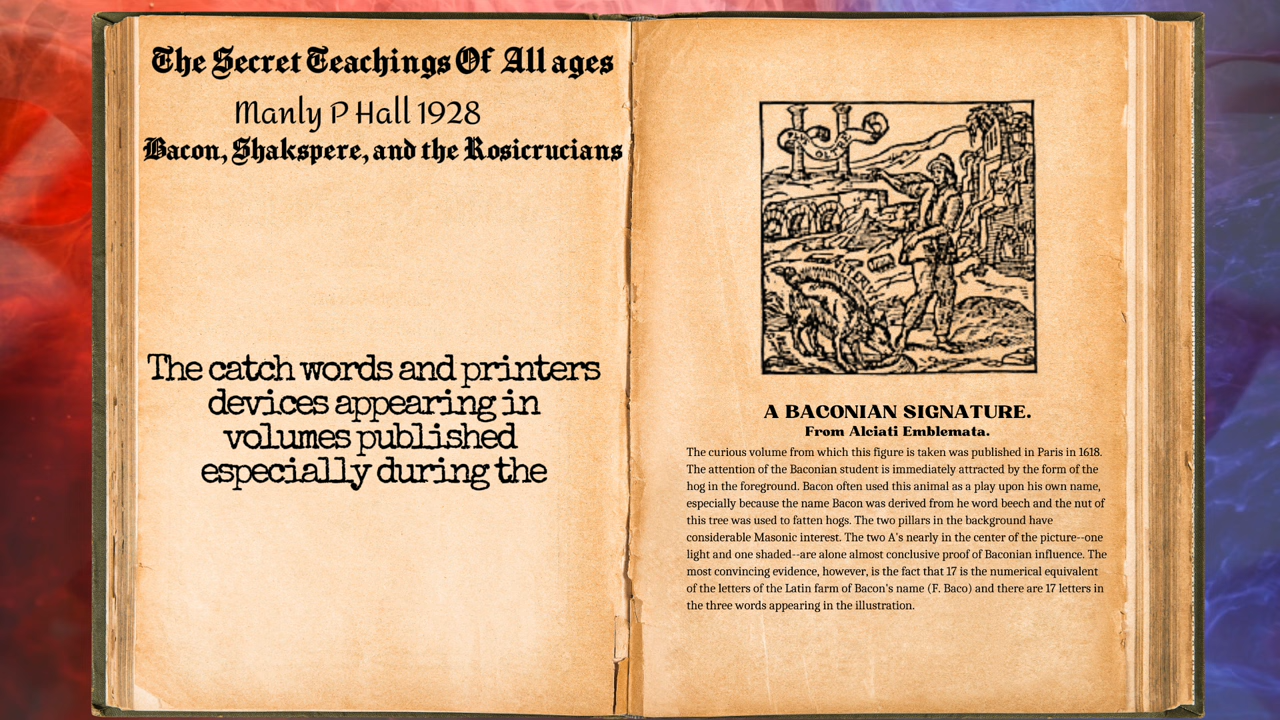 The Secret Teachings Of All ages
Manly P Hall 1928
Bacon, Shakspere, and the Rosicrucians
The catch words and printers
devices appearing in
volumes published
especially during the
OLTR
ALTERIV
A BACONIAN SIGNATURE.
From Alciati Emblemata.
The curious volume from which this figure is taken was published in Paris in 1618.
The attention of the Baconian student is immediately attracted by the form of the
hog in the foreground. Bacon often used this animal as a play upon his own name,
especially because the name Bacon was derived from he word beech and the nut of
this tree was used to fatten hogs. The two pillars in the background have
considerable Masonic interest. The two A's nearly in the center of the picture--one
light and one shaded--are alone almost conclusive proof of Baconian influence. The
most convincing evidence, however, is the fact that 17 is the numerical equivalent
of the letters of the Latin farm of Bacon's name (F. Baco) and there are 17 letters in
the three words appearing in the illustration.